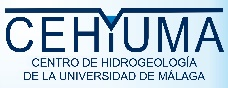 CEHIUMA
CENTRO DE HIDROGEOLOGÍA
DE LA UNIVERSIDAD DE MÁLAGA